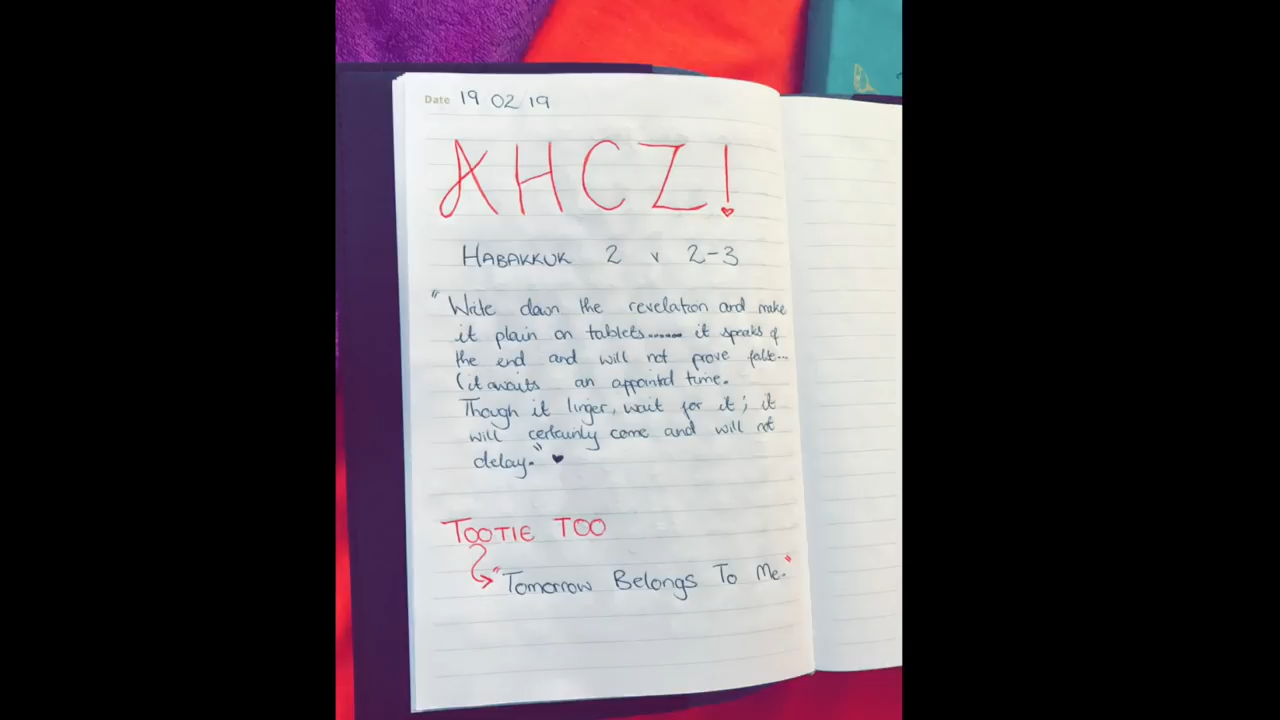 Date 19 02/19
AHCZ!
HABAKKUK 2 v 2-3
"Write down the revelation and make
it plain on tablets...... it speaks of
the end and will not prove false...
(it awaits an appointed time.
Though it linger, wait for it; it
will certainly come and will not
delay." ♥
TOOTIE TOO
"Tomorrow Belongs To Me."